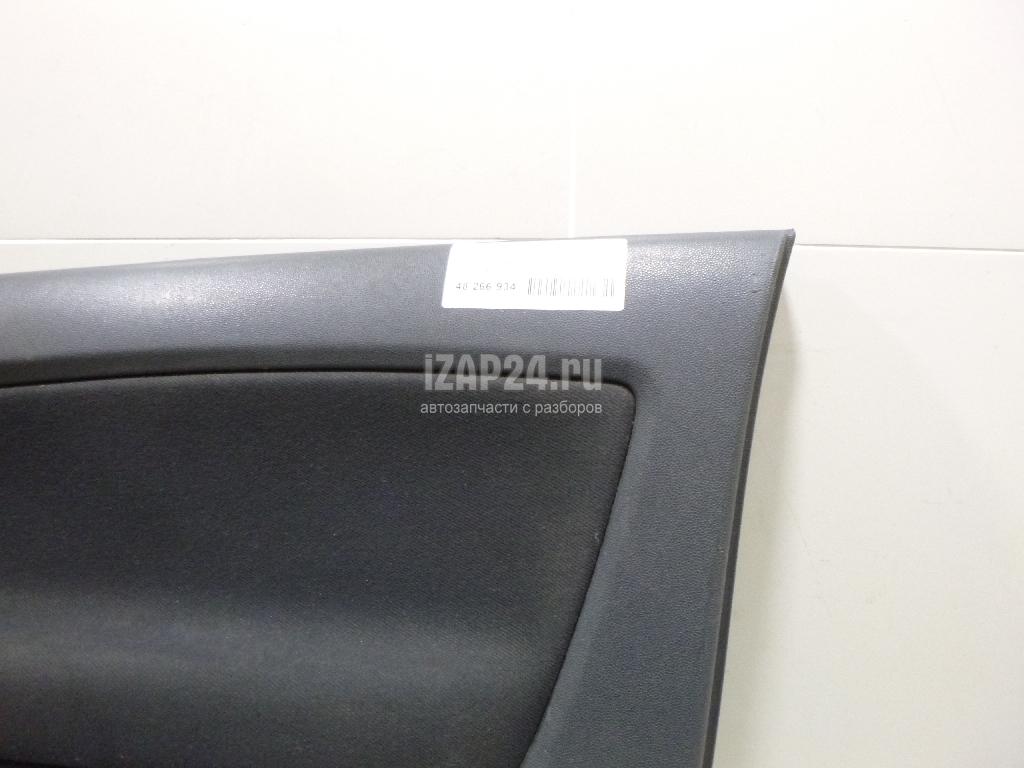 48 266 934
iZAP24.ru
автозапчасти с разборов